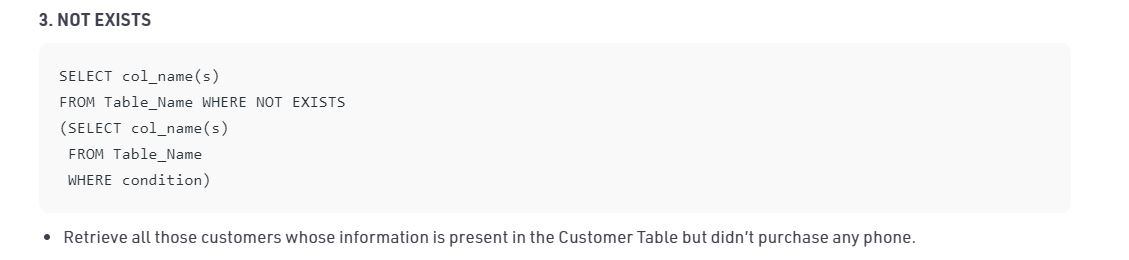 3. NOT EXISTS
SELECT col_name(s)
FROM Table_Name WHERE NOT EXISTS
(SELECT col_name(s)
 FROM Table_Name
 WHERE condition)
• Retrieve all those customers whose information is present in the Customer Table but didn't purchase any phone.